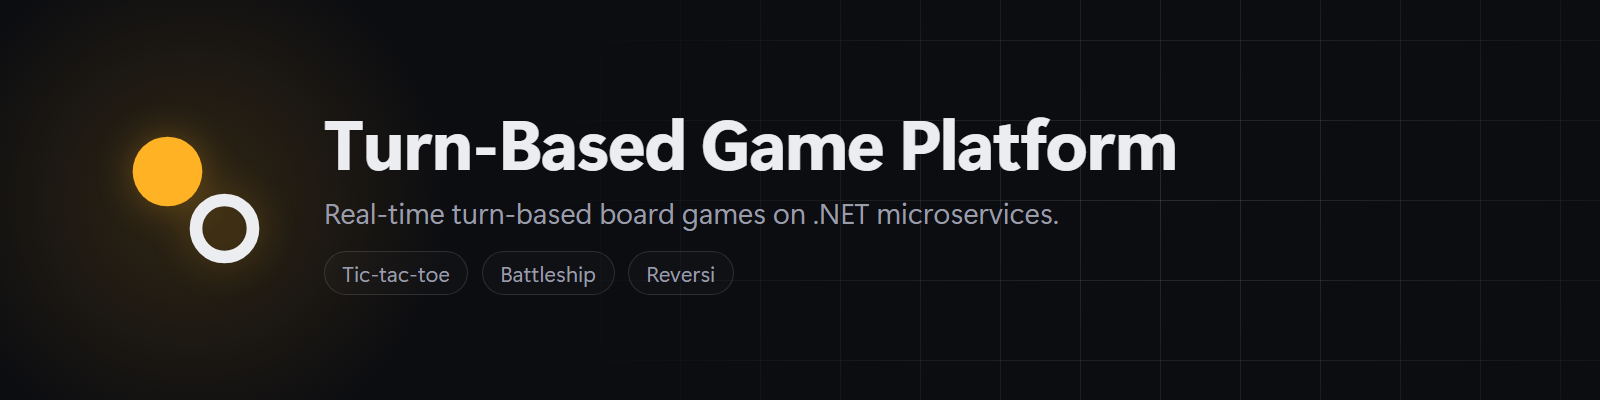 Turn-Based Game Platform
Real-time turn-based board games on .NET microservices.
Tic-tac-toe Battleship Reversi